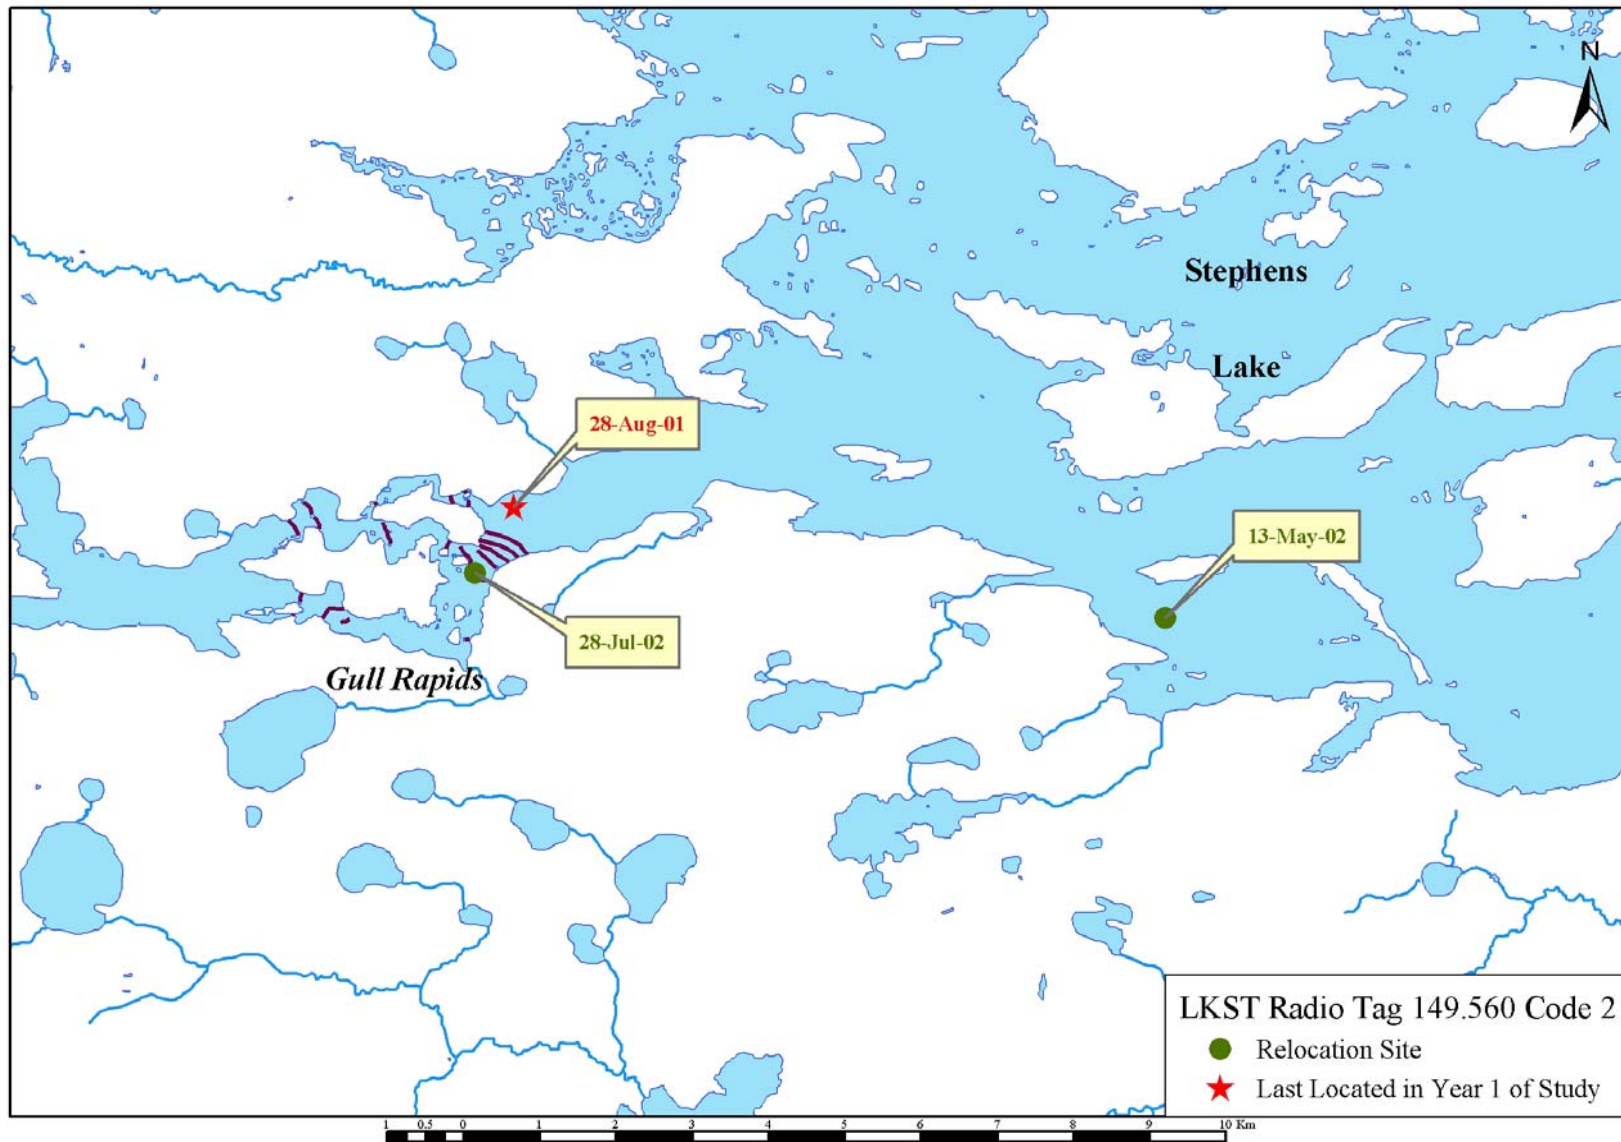 N
Stephens
Lake
28-Aug-01
13-May-02
28-Jul-02
Gull Rapids
LKST Radio Tag 149.560 Code 2
Relocation Site
Last Located in Year 1 of Study
1 0.5 0 1 2 3 4 5 6 7 8 9 10 Km